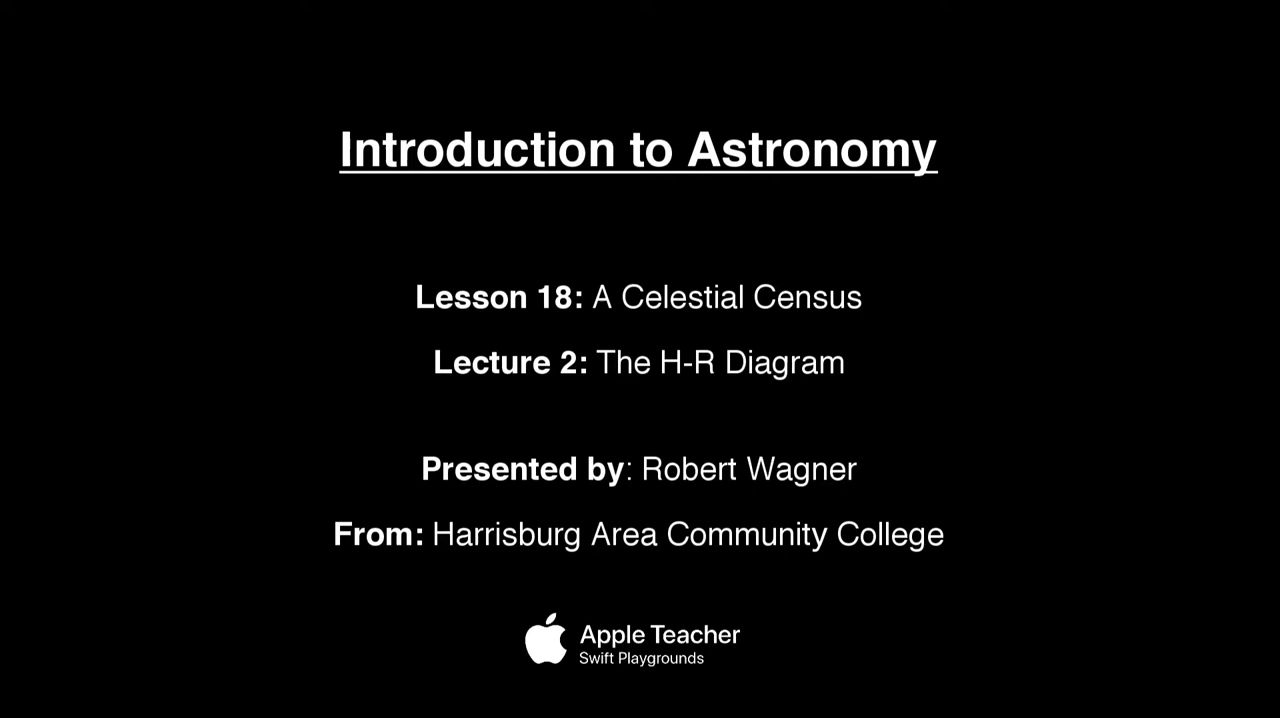 Introduction to Astronomy
Lesson 18: A Celestial Census
Lecture 2: The H-R Diagram
Presented by: Robert Wagner
From: Harrisburg Area Community College
Apple Teacher
Swift Playgrounds